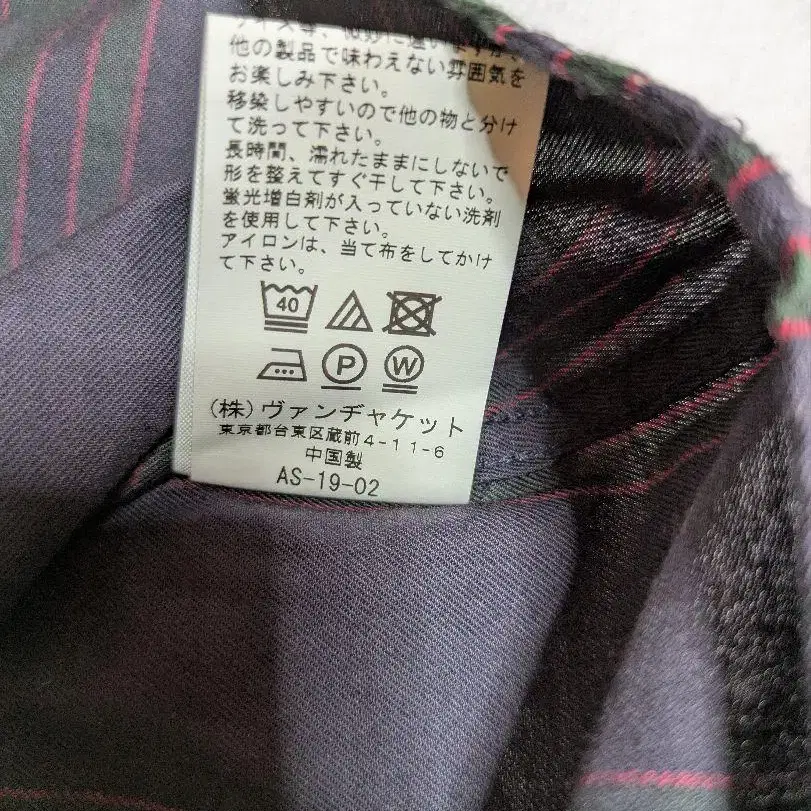 他の製品で味わえない雰囲気を
お楽しみ下さい。
移染しやすいので他の物と分け
て洗って下さい。
長時間、濡れたままにしないで
形を整えてすぐ干して下さい。
蛍光増白剤が入っていない洗剤
を使用して下さい。
アイロンは、当て布をしてかけ
て下さい。
40
P W
(株)ヴァンヂャケット
東京都台東区蔵前4-11-6
中国製
AS-19-02